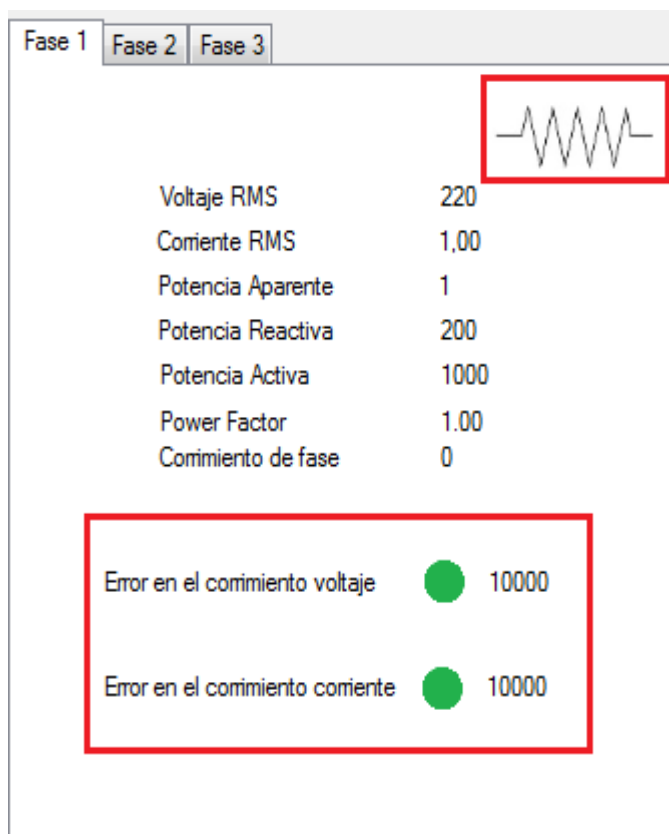 Fase 1 Fase 2 Fase 3
Voltaje RMS 220
Corriente RMS 1,00
Potencia Aparente 1
Potencia Reactiva 200
Potencia Activa 1000
Power Factor 1.00
Corrimiento de fase 0
Error en el corrimiento voltaje 10000
Error en el corrimiento corriente 10000